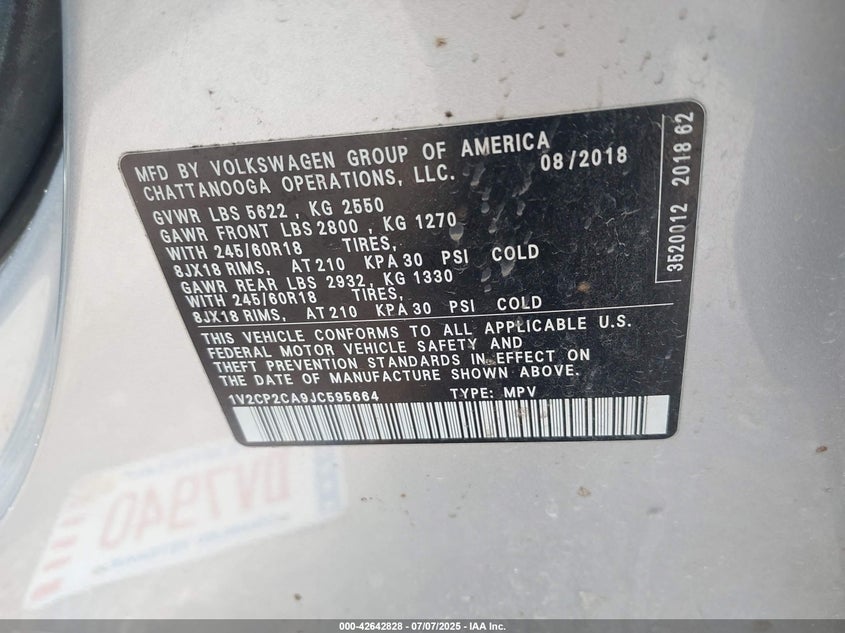 MFD BY VOLKSWAGEN GROUP OF AMERICA
CHATTANOOGA OPERATIONS, LLC. 08/2018
GVWR LBS 5622 , KG 2550
GAWR FRONT LBS 2800 , KG 1270
WITH 245/60R18 TIRES,
8JX18 RIMS, AT 210 KPA 30 PSI COLD
GAWR REAR LBS 2932, KG 1330
WITH 245/60R18 TIRES,
8JX18 RIMS, AT 210 KPA 30 PSI COLD
THIS VEHICLE CONFORMS TO ALL APPLICABLE U.S.
FEDERAL MOTOR VEHICLE SAFETY AND
THEFT PREVENTION STANDARDS IN EFFECT ON
THE DATE OF MANUFACTURE SHOWN ABOVE.
1V2CP2CA9JC595664 TYPE: MPV
3520012 2018 62
DV7940
000-42642828 - 07/07/2025 - IAA Inc.